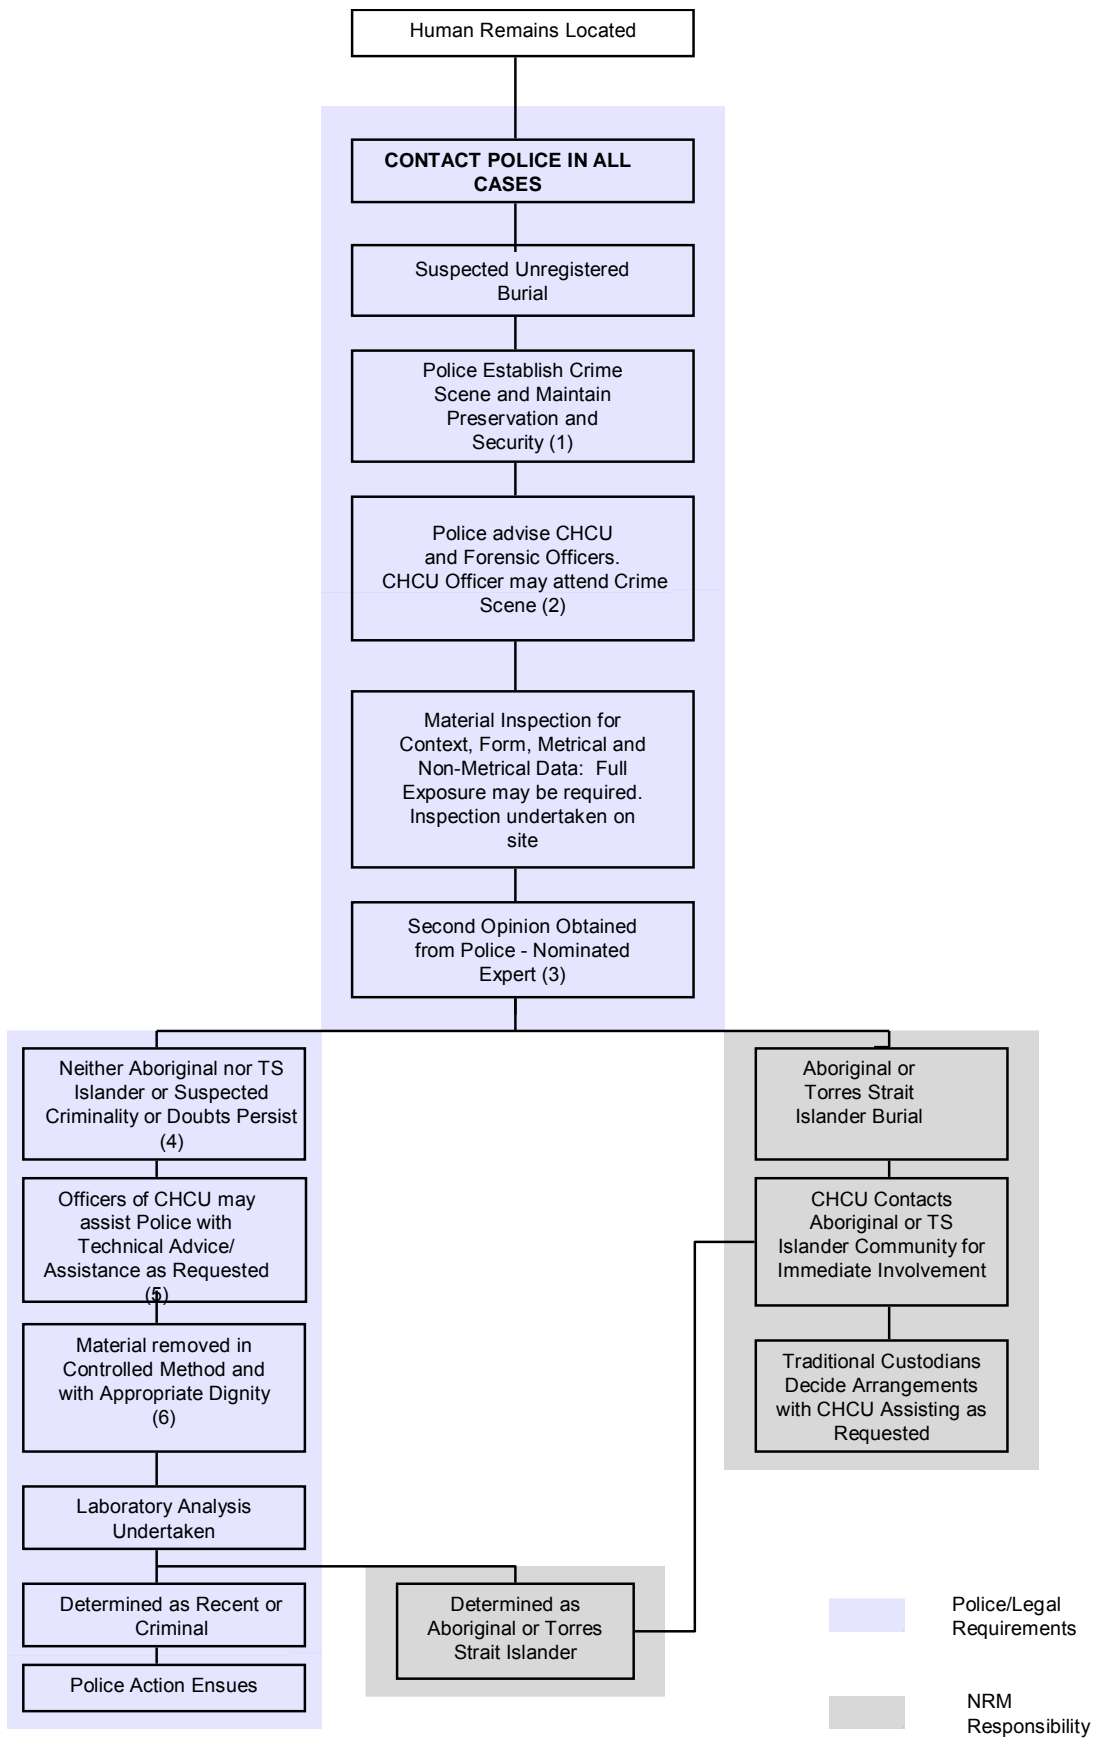 Human Remains Located
CONTACT POLICE IN ALL
CASES
Suspected Unregistered
Burial
Police Establish Crime
Scene and Maintain
Preservation and
Security (1)
Police advise CHCU
and Forensic Officers.
CHCU Officer may attend Crime
Scene (2)
Material Inspection for
Context, Form, Metrical and
Non-Metrical Data:  Full
Exposure may be required.
Inspection undertaken on
site
Second Opinion Obtained
from Police - Nominated
Expert (3)
Neither Aboriginal nor TS
Islander or Suspected
Criminality or Doubts Persist
(4)
Officers of CHCU may
assist Police with
Technical Advice/
Assistance as Requested
(5)
Material removed in
Controlled Method and
with Appropriate Dignity
(6)
Laboratory Analysis
Undertaken
Determined as Recent or
Criminal
Police Action Ensues
Determined as
Aboriginal or Torres
Strait Islander
Aboriginal or
Torres Strait
Islander Burial
CHCU Contacts
Aboriginal or TS
Islander Community for
Immediate Involvement
Traditional Custodians
Decide Arrangements
with CHCU Assisting as
Requested
Police/Legal
Requirements
NRM
Responsibility